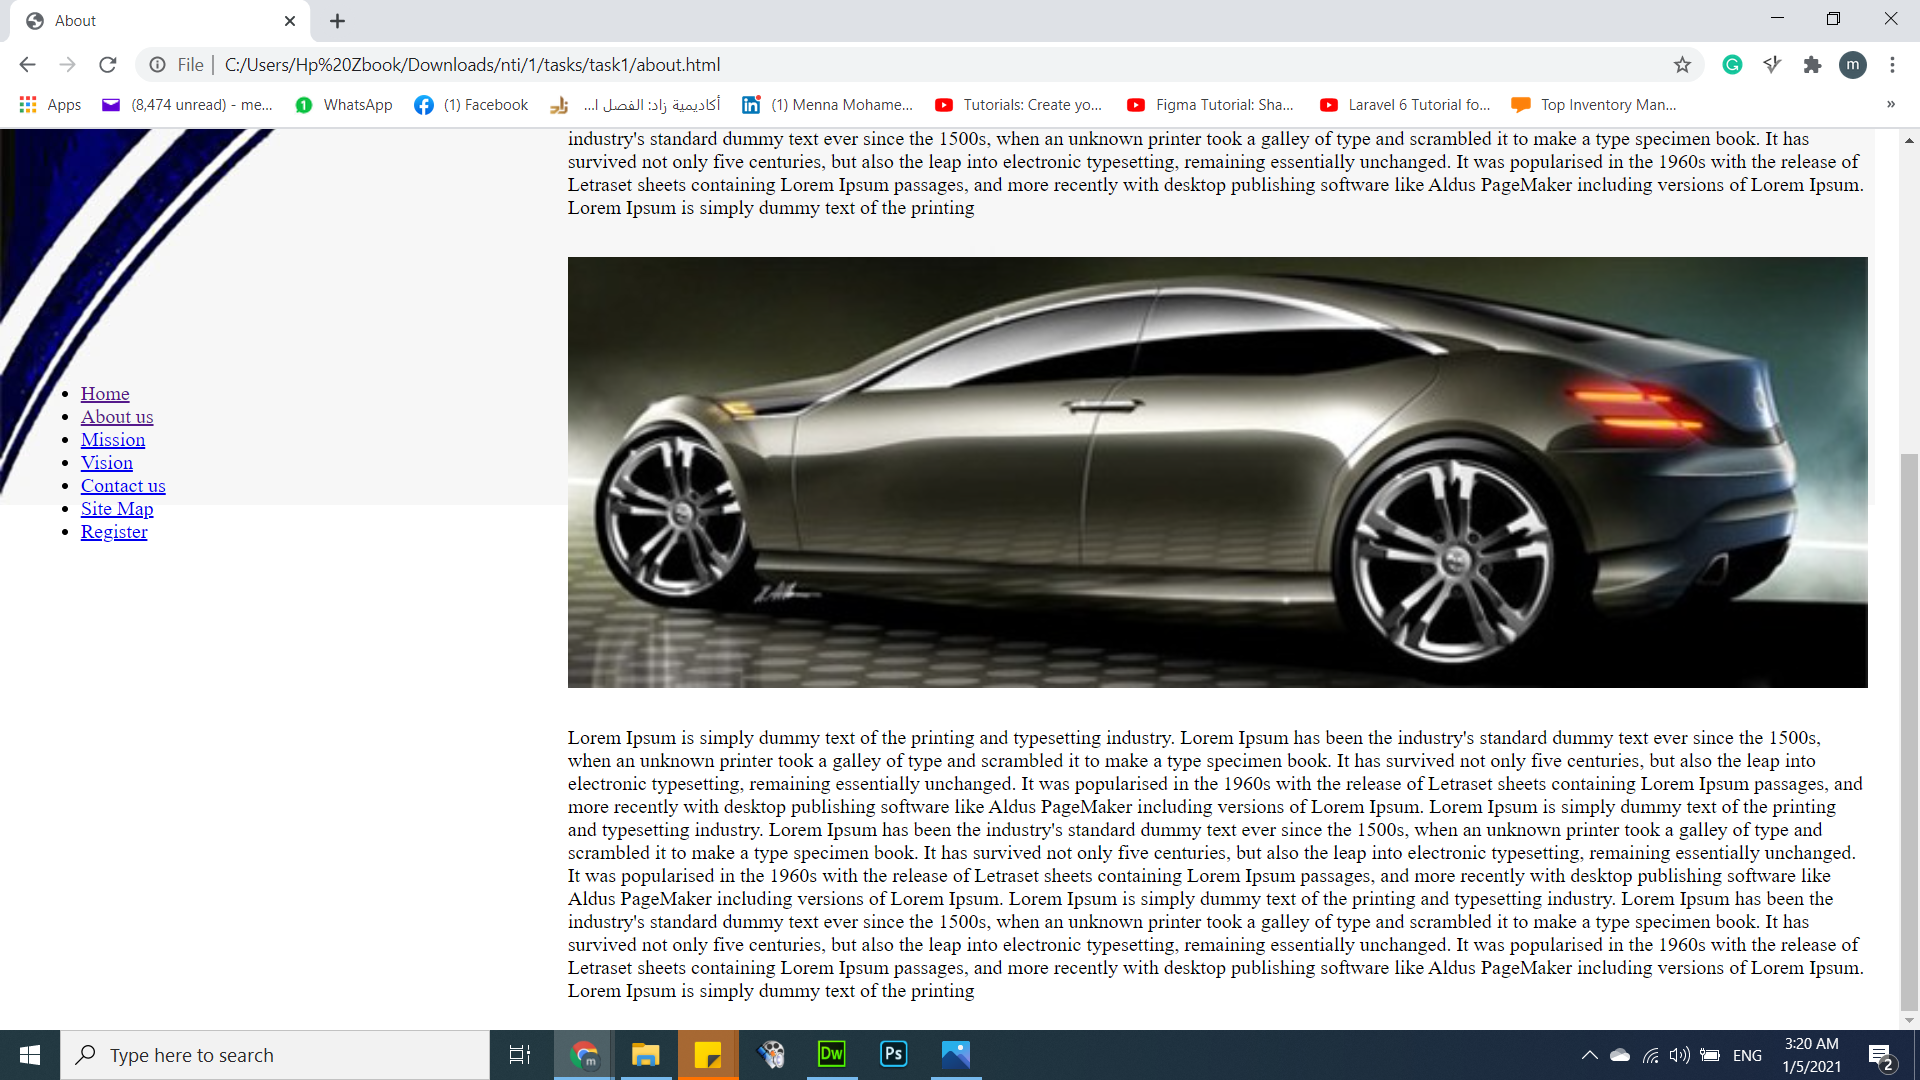 About
File C:/Users/Hp%20Zbook/Downloads/nti/1/tasks/task1/about.html
m
Apps (8,474 unread) - me... 1 WhatsApp (1) Facebook أكاديمية زاد: الفصل ا... (1) Menna Mohame... Tutorials: Create yo... Figma Tutorial: Sha... Laravel 6 Tutorial fo... Top Inventory Man... »
industry's standard dummy text ever since the 1500s, when an unknown printer took a galley of type and scrambled it to make a type specimen book. It has
survived not only five centuries, but also the leap into electronic typesetting, remaining essentially unchanged. It was popularised in the 1960s with the release of
Letraset sheets containing Lorem Ipsum passages, and more recently with desktop publishing software like Aldus PageMaker including versions of Lorem Ipsum.
Lorem Ipsum is simply dummy text of the printing
Home
About us
Mission
Vision
Contact us
Site Map
Register
Lorem Ipsum is simply dummy text of the printing and typesetting industry. Lorem Ipsum has been the industry's standard dummy text ever since the 1500s,
when an unknown printer took a galley of type and scrambled it to make a type specimen book. It has survived not only five centuries, but also the leap into
electronic typesetting, remaining essentially unchanged. It was popularised in the 1960s with the release of Letraset sheets containing Lorem Ipsum passages, and
more recently with desktop publishing software like Aldus PageMaker including versions of Lorem Ipsum. Lorem Ipsum is simply dummy text of the printing
and typesetting industry. Lorem Ipsum has been the industry's standard dummy text ever since the 1500s, when an unknown printer took a galley of type and
scrambled it to make a type specimen book. It has survived not only five centuries, but also the leap into electronic typesetting, remaining essentially unchanged.
It was popularised in the 1960s with the release of Letraset sheets containing Lorem Ipsum passages, and more recently with desktop publishing software like
Aldus PageMaker including versions of Lorem Ipsum. Lorem Ipsum is simply dummy text of the printing and typesetting industry. Lorem Ipsum has been the
industry's standard dummy text ever since the 1500s, when an unknown printer took a galley of type and scrambled it to make a type specimen book. It has
survived not only five centuries, but also the leap into electronic typesetting, remaining essentially unchanged. It was popularised in the 1960s with the release of
Letraset sheets containing Lorem Ipsum passages, and more recently with desktop publishing software like Aldus PageMaker including versions of Lorem Ipsum.
Lorem Ipsum is simply dummy text of the printing
Type here to search m Dw Ps ENG 3:20 AM
1/5/2021 2